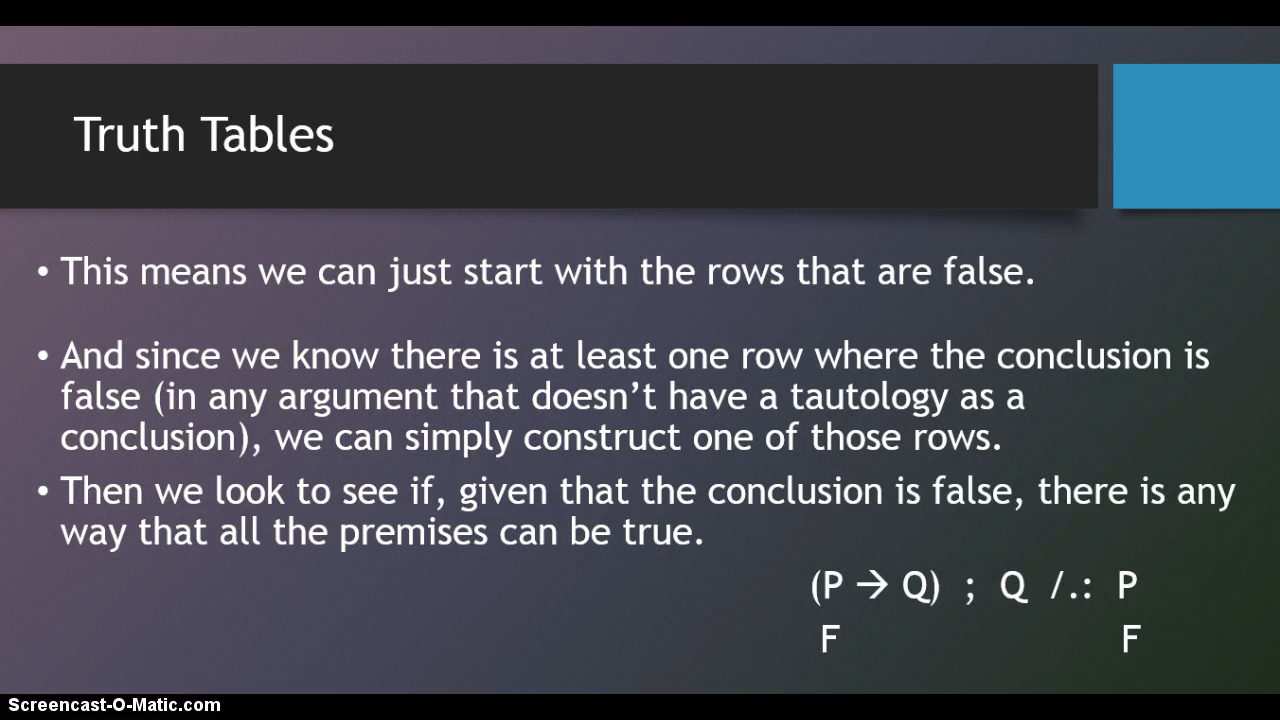 Truth Tables
• This means we can just start with the rows that are false.
• And since we know there is at least one row where the conclusion is
false (in any argument that doesn’t have a tautology as a
conclusion), we can simply construct one of those rows.
• Then we look to see if, given that the conclusion is false, there is any
way that all the premises can be true.
(P → Q) ; Q /.: P
F F
Screencast-O-Matic.com